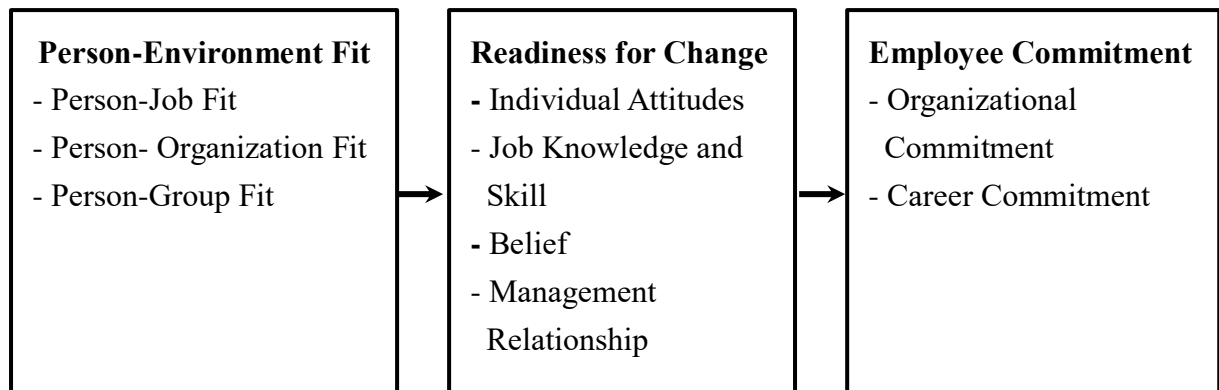 Person-Environment Fit
- Person-Job Fit
- Person- Organization Fit
- Person-Group Fit
Readiness for Change
- Individual Attitudes
- Job Knowledge and
Skill
- Belief
- Management
Relationship
Employee Commitment
- Organizational
Commitment
- Career Commitment